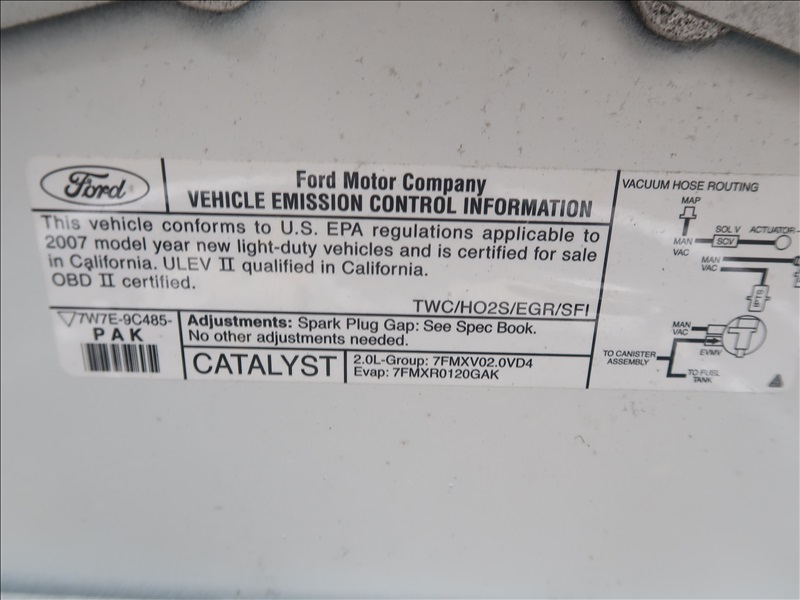 Ford
Ford Motor Company
VEHICLE EMISSION CONTROL INFORMATION
This vehicle conforms to U.S. EPA regulations applicable to
2007 model year new light-duty vehicles and is certified for sale
in California. ULEV II qualified in California.
OBD II certified.
TWC/HO2S/EGR/SFI
7W7E-9C485-
PAK
Adjustments: Spark Plug Gap: See Spec Book.
No other adjustments needed.
CATALYST
2.0L-Group: 7FMXV02.0VD4
Evap: 7FMXR0120GAK
VACUUM HOSE ROUTING
MAP
MAN
VAC
SOL V
SCV
ACTUATOR
MAN
VAC
MAN
VAC
EVMV
TO CANISTER
ASSEMBLY
TO FUEL
TANK